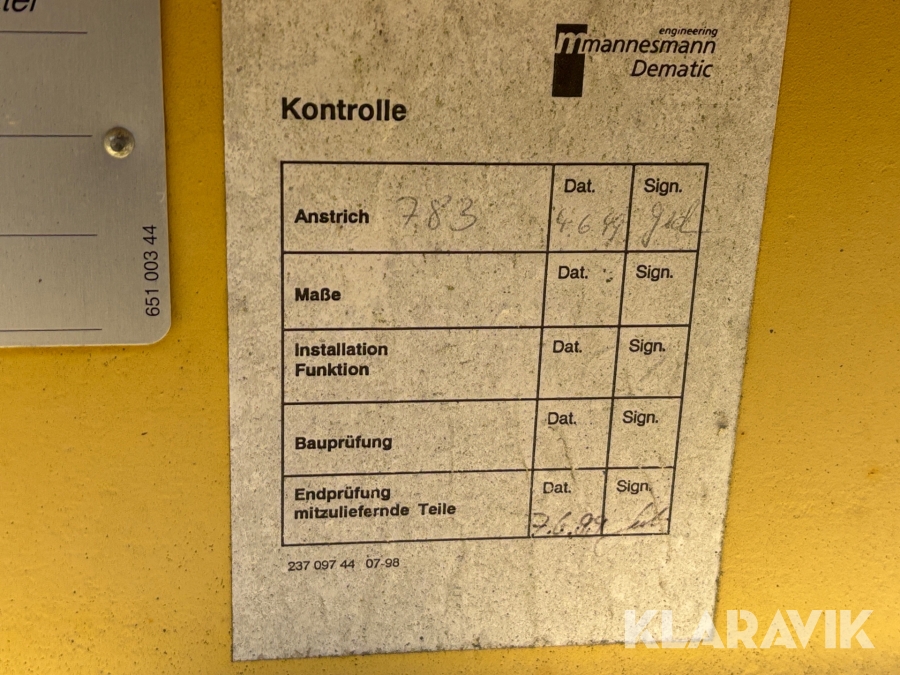 engineering
mannesmann
Dematic
Kontrolle
Anstrich 783 Dat. 4.6.99 Sign.
Maße Dat. Sign.
Installation Dat. Sign.
Funktion
Bauprüfung Dat. Sign.
Endprüfung Dat. Sign.
mitzuliefernde Teile 7.6.99
237 097 44 07-98
651 003 44
KLARAVIK